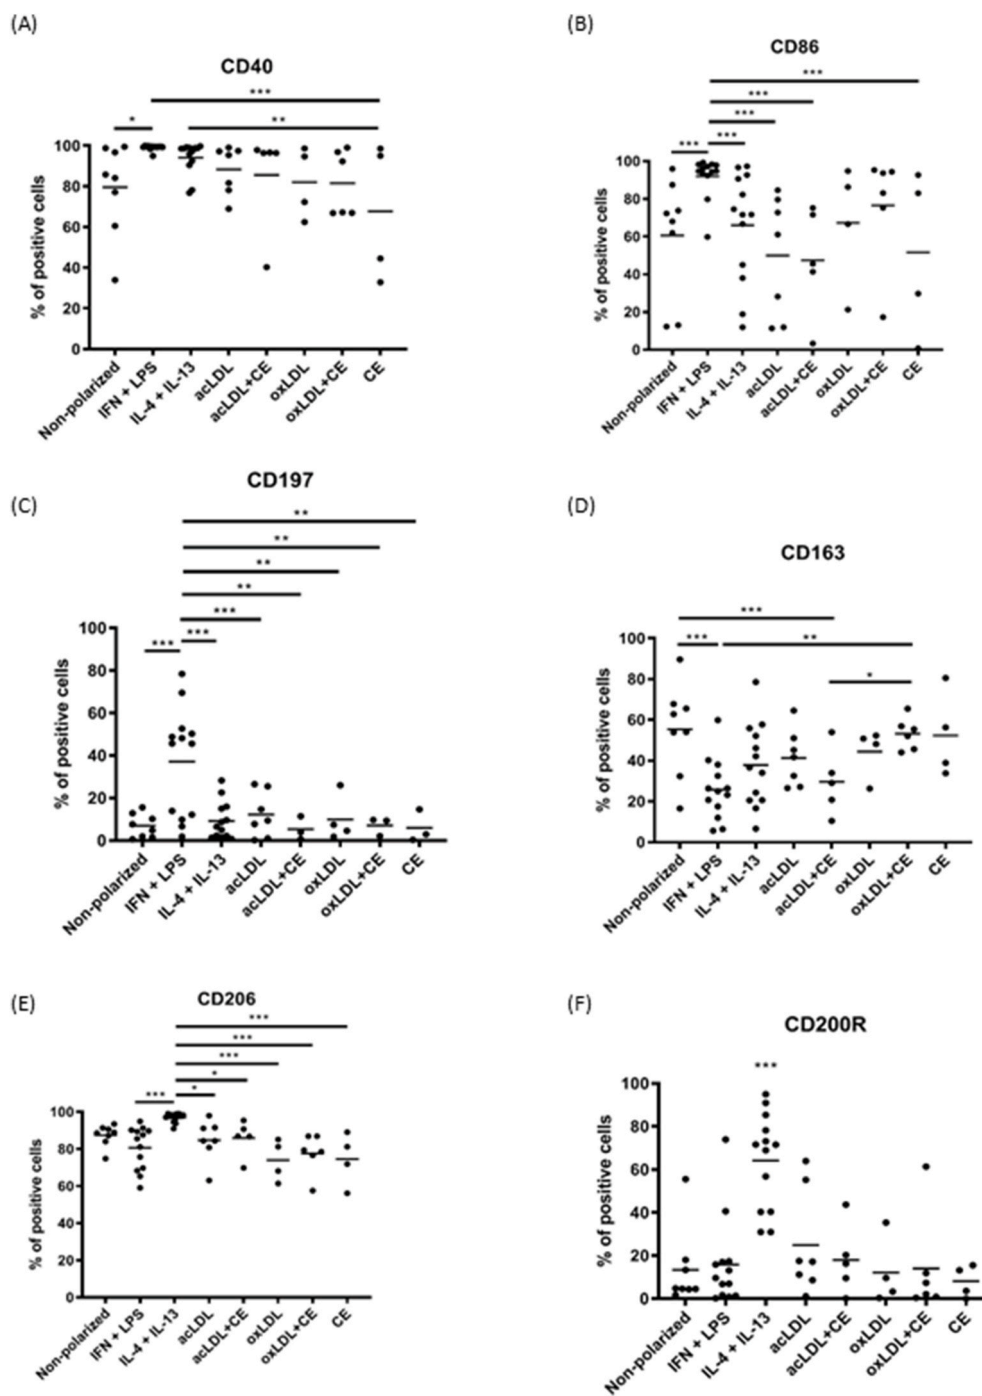 (A)
CD40
***
*
**
% of positive cells
100
80
60
40
20
0
Non-polarized
IFN + LPS
IL-4 + IL-13
acLDL
acLDL+CE
oxLDL
oxLDL+CE
CE
(B)
CD86
***
***
***
***
***
% of positive cells
100
80
60
40
20
0
Non-polarized
IFN + LPS
IL-4 + IL-13
acLDL
acLDL+CE
oxLDL
oxLDL+CE
CE
(C)
CD197
**
**
**
**
***
***
***
% of positive cells
100
80
60
40
20
0
Non-polarized
IFN + LPS
IL-4 + IL-13
acLDL
acLDL+CE
oxLDL
oxLDL+CE
CE
(D)
CD163
***
***
**
*
% of positive cells
100
80
60
40
20
0
Non-polarized
IFN + LPS
IL-4 + IL-13
acLDL
acLDL+CE
oxLDL
oxLDL+CE
CE
(E)
CD206
***
***
***
*
***
*
% of positive cells
100
80
60
40
20
0
Non-polarized
IFN + LPS
IL-4 + IL-13
acLDL
acLDL+CE
oxLDL
oxLDL+CE
CE
(F)
CD200R
***
% of positive cells
100
80
60
40
20
0
Non-polarized
IFN + LPS
IL-4 + IL-13
acLDL
acLDL+CE
oxLDL
oxLDL+CE
CE